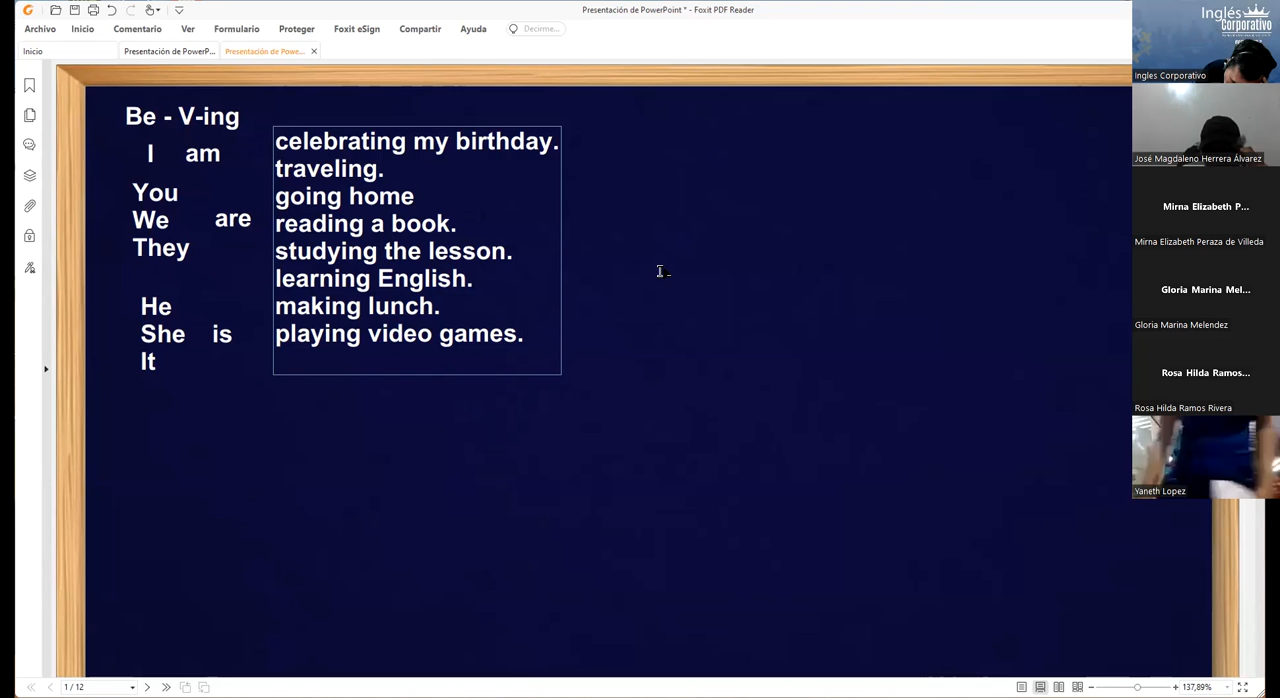 Presentación de PowerPoint * - Foxit PDF Reader
Archivo Inicio Comentario Ver Formulario Proteger Foxit eSign Compartir Ayuda Decirme...
Inicio Presentación de PowerP... Presentación de Powe...
Be - V-ing
I am
You
We are
They
He
She is
It
celebrating my birthday.
traveling.
going home
reading a book.
studying the lesson.
learning English.
making lunch.
playing video games.
Inglés
Corporativo
Ingles Corporativo
José Magdaleno Herrera Álvarez
Mirna Elizabeth P...
Mirna Elizabeth Peraza de Villeda
Gloria Marina Mel...
Gloria Marina Melendez
Rosa Hilda Ramos...
Rosa Hilda Ramos Rivera
Yaneth Lopez
1 / 12
137,89%